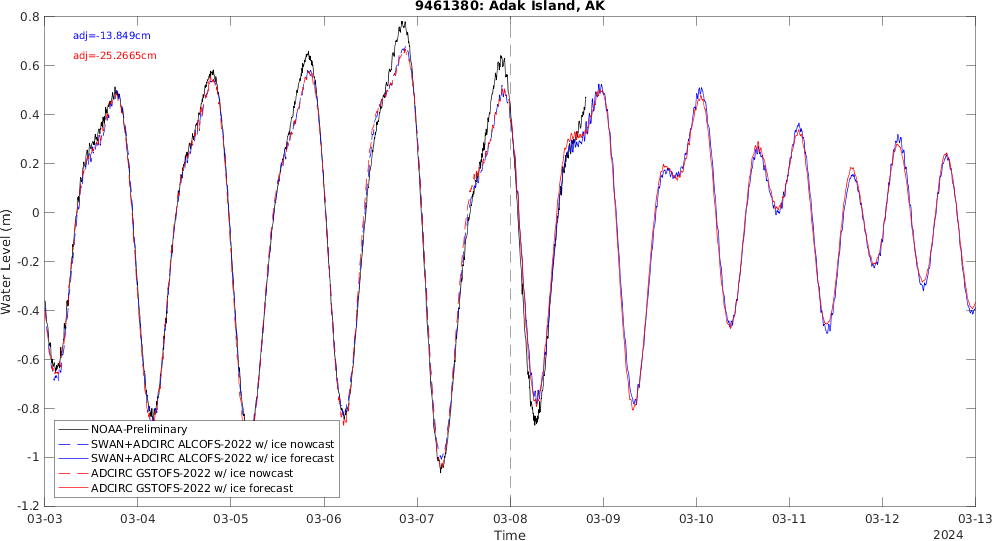 9461380: Adak Island, AK
adj=-13.849cm
adj=-25.2665cm
Water Level (m)
0.8
0.6
0.4
0.2
0
-0.2
-0.4
-0.6
-0.8
-1
-1.2
NOAA-Preliminary
SWAN+ADCIRC ALCOFS-2022 w/ ice nowcast
SWAN+ADCIRC ALCOFS-2022 w/ ice forecast
ADCIRC GSTOFS-2022 w/ ice nowcast
ADCIRC GSTOFS-2022 w/ ice forecast
03-03 03-04 03-05 03-06 03-07 03-08 03-09 03-10 03-11 03-12 03-13
Time
2024